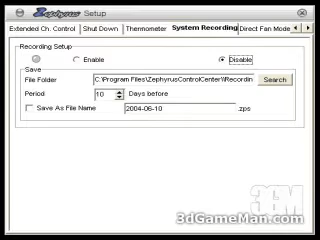 Zephyrus Setup
Extended Ch. Control Shut Down Thermometer System Recording Direct Fan Mode
Recording Setup
Enable Disable
Save
File Folder C:\Program Files\ZephyrusControlCenter\Recordin Search
Period 10 Days before
Save As File Name 2004-06-10 .zps
3GM
3dGameMan.com